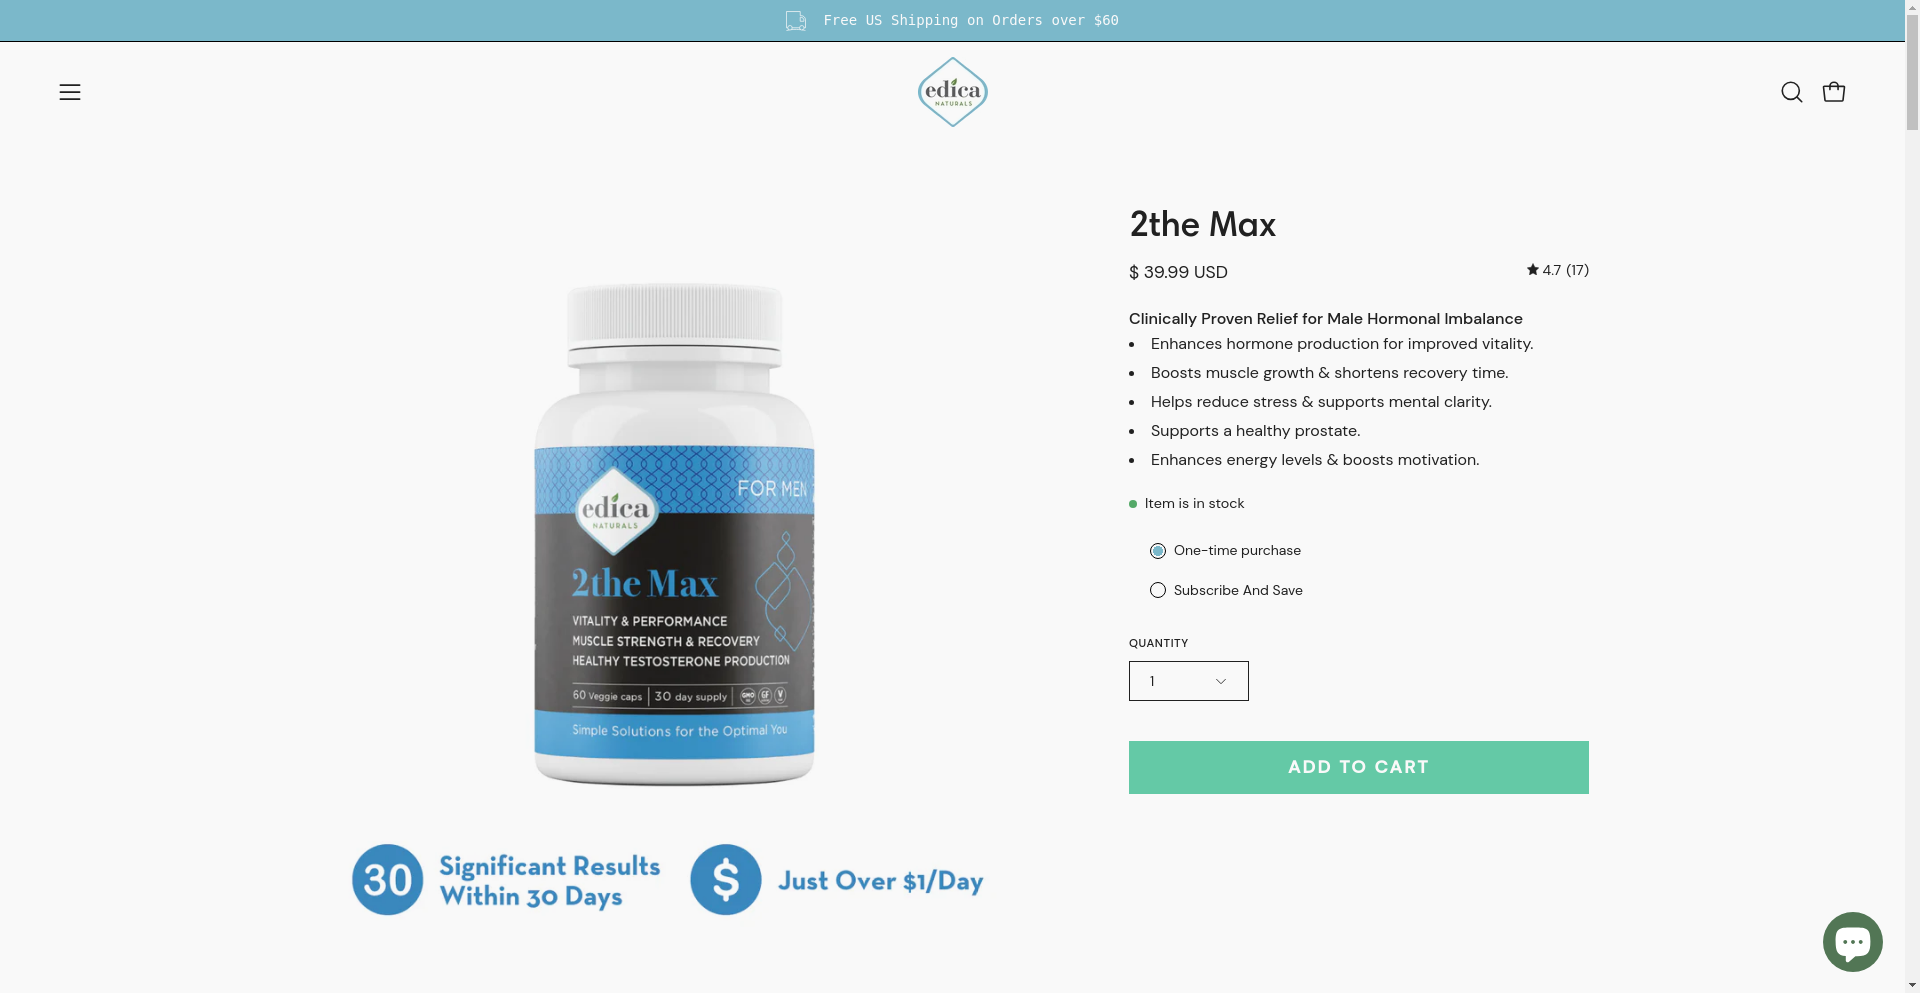 Free US Shipping on Orders over $60
edica
NATURALS
2the Max
$ 39.99 USD
4.7 (17)
Clinically Proven Relief for Male Hormonal Imbalance
• Enhances hormone production for improved vitality.
• Boosts muscle growth & shortens recovery time.
• Helps reduce stress & supports mental clarity.
• Supports a healthy prostate.
• Enhances energy levels & boosts motivation.
Item is in stock
One-time purchase
Subscribe And Save
QUANTITY
1
ADD TO CART
FOR MEN
edica
NATURALS
2the Max
VITALITY & PERFORMANCE
MUSCLE STRENGTH & RECOVERY
HEALTHY TESTOSTERONE PRODUCTION
60 Veggie caps | 30 day supply
GMO GF V
Simple Solutions for the Optimal You
30 Significant Results
Within 30 Days
$ Just Over $1/Day